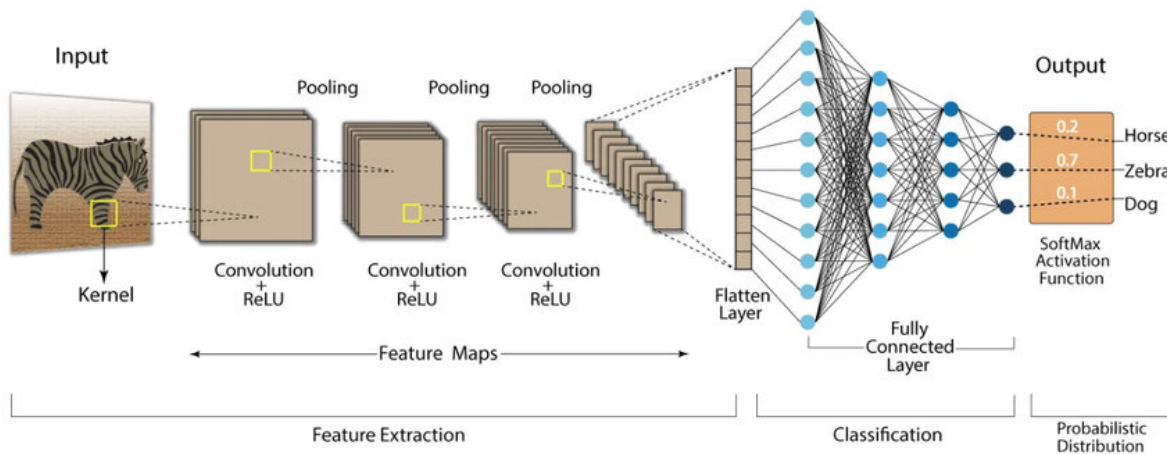 Input
Kernel
Pooling
Pooling
Pooling
Convolution
+
ReLU
Convolution
+
ReLU
Convolution
+
ReLU
Feature Maps
Flatten
Layer
Fully
Connected
Layer
Output
0.2
Horse
0.7
Zebra
0.1
Dog
SoftMax
Activation
Function
Feature Extraction
Classification
Probabilistic
Distribution